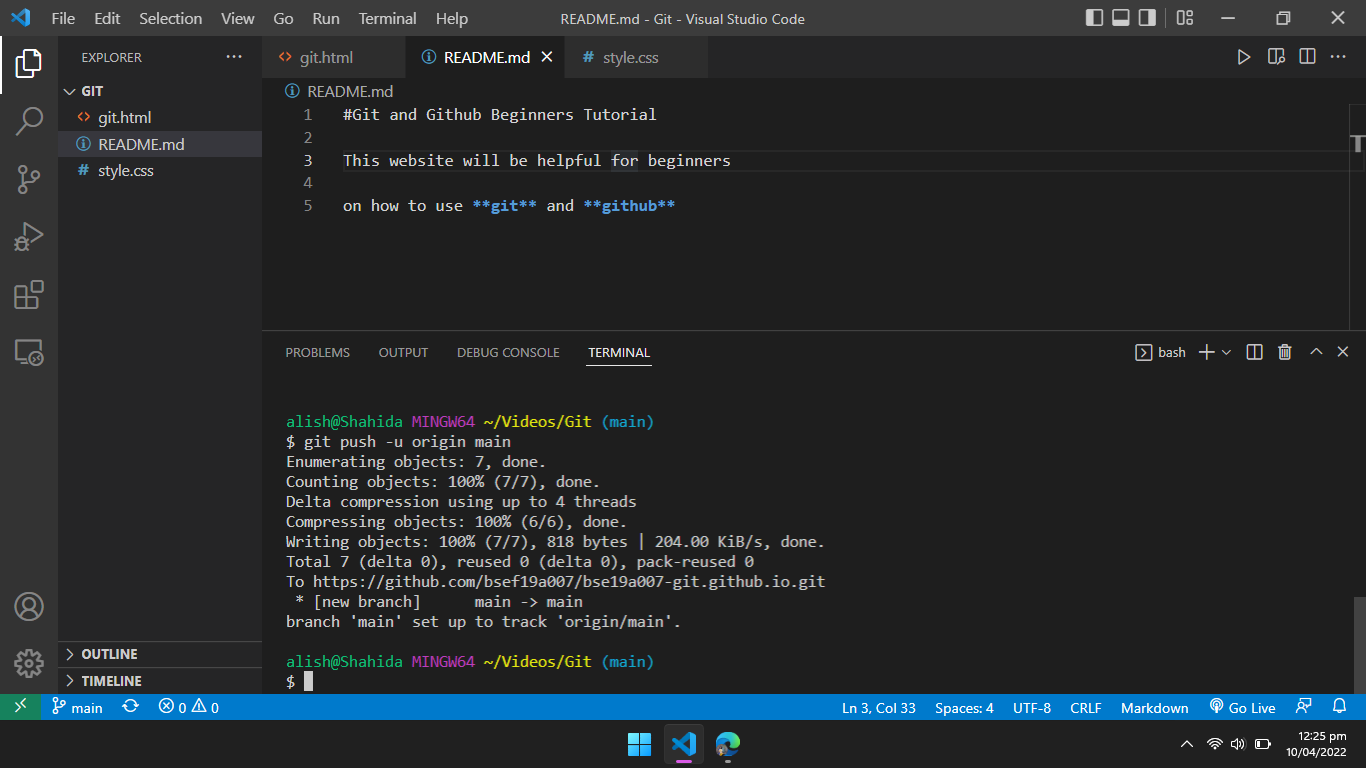 File Edit Selection View Go Run Terminal Help README.md - Git - Visual Studio Code
EXPLORER
git.html README.md # style.css
GIT
git.html
README.md
# style.css
OUTLINE
TIMELINE
README.md
1 #Git and Github Beginners Tutorial
2
3 This website will be helpful for beginners
4
5 on how to use **git** and **github**
PROBLEMS OUTPUT DEBUG CONSOLE TERMINAL bash
alish@Shahida MINGW64 ~/Videos/Git (main)
$ git push -u origin main
Enumerating objects: 7, done.
Counting objects: 100% (7/7), done.
Delta compression using up to 4 threads
Compressing objects: 100% (6/6), done.
Writing objects: 100% (7/7), 818 bytes | 204.00 KiB/s, done.
Total 7 (delta 0), reused 0 (delta 0), pack-reused 0
To https://github.com/bsef19a007/bse19a007-git.github.io.git
* [new branch] main -> main
branch 'main' set up to track 'origin/main'.
alish@Shahida MINGW64 ~/Videos/Git (main)
$
main 0 0 Ln 3, Col 33 Spaces: 4 UTF-8 CRLF Markdown Go Live
12:25 pm
10/04/2022